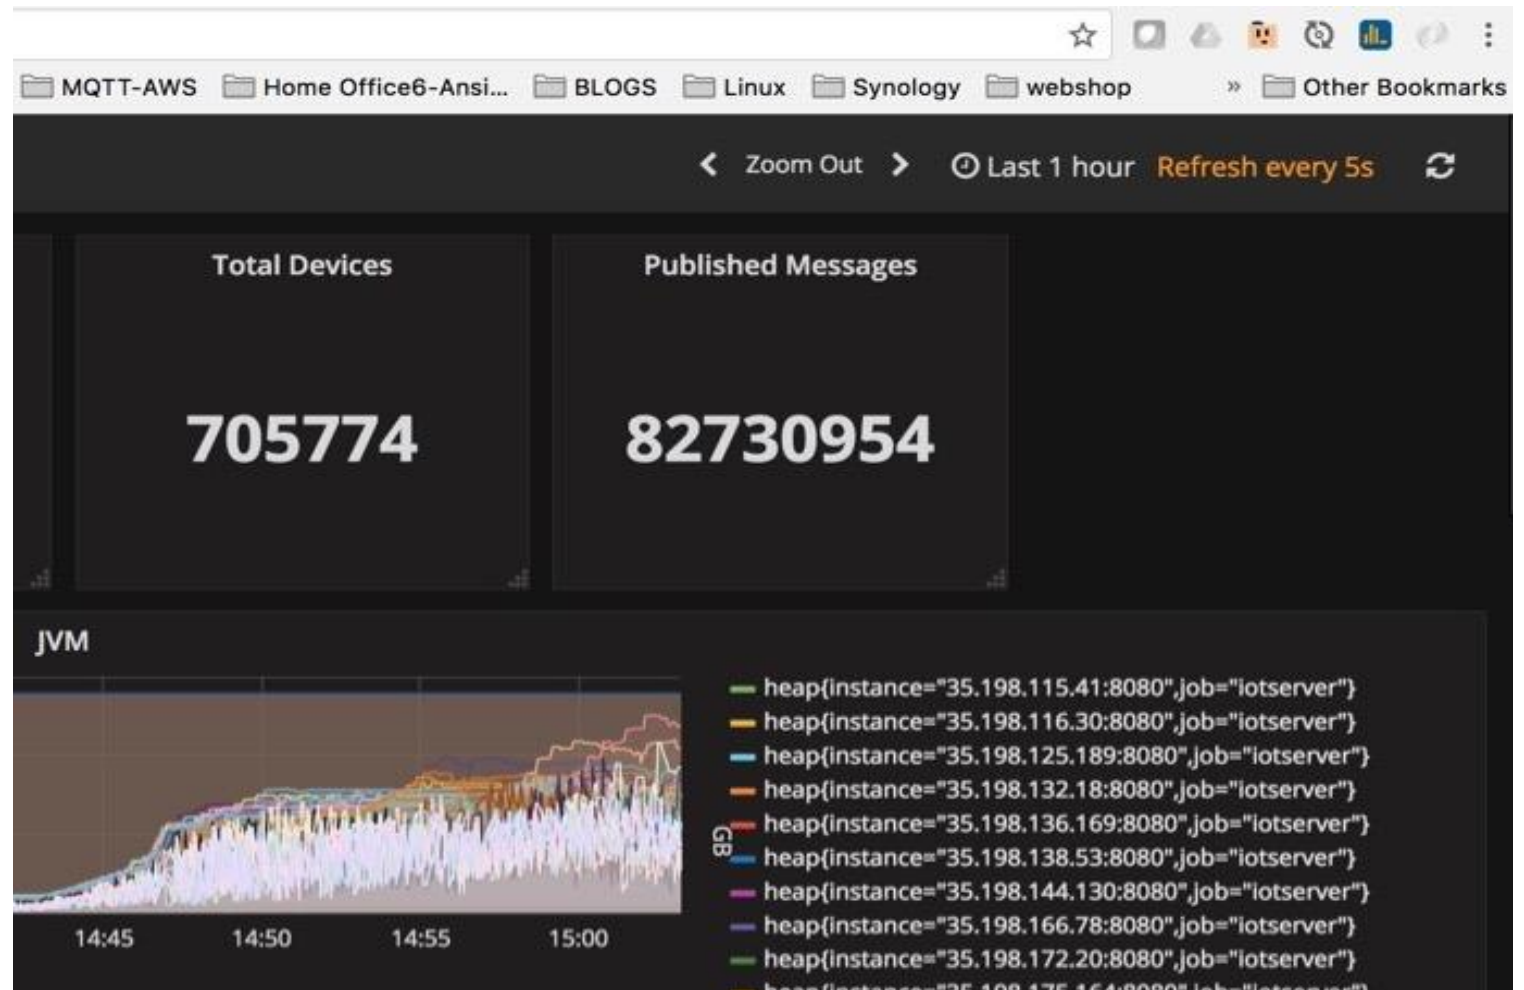 MQTT-AWS Home Office6-Ansi... BLOGS Linux Synology webshop » Other Bookmarks
Zoom Out Last 1 hour Refresh every 5s
Total Devices Published Messages
705774 82730954
JVM
heap{instance="35.198.115.41:8080",job="iotserver"}
heap{instance="35.198.116.30:8080",job="iotserver"}
heap{instance="35.198.125.189:8080",job="iotserver"}
heap{instance="35.198.132.18:8080",job="iotserver"}
heap{instance="35.198.136.169:8080",job="iotserver"}
GB
heap{instance="35.198.138.53:8080",job="iotserver"}
heap{instance="35.198.144.130:8080",job="iotserver"}
heap{instance="35.198.166.78:8080",job="iotserver"}
heap{instance="35.198.172.20:8080",job="iotserver"}
14:45 14:50 14:55 15:00